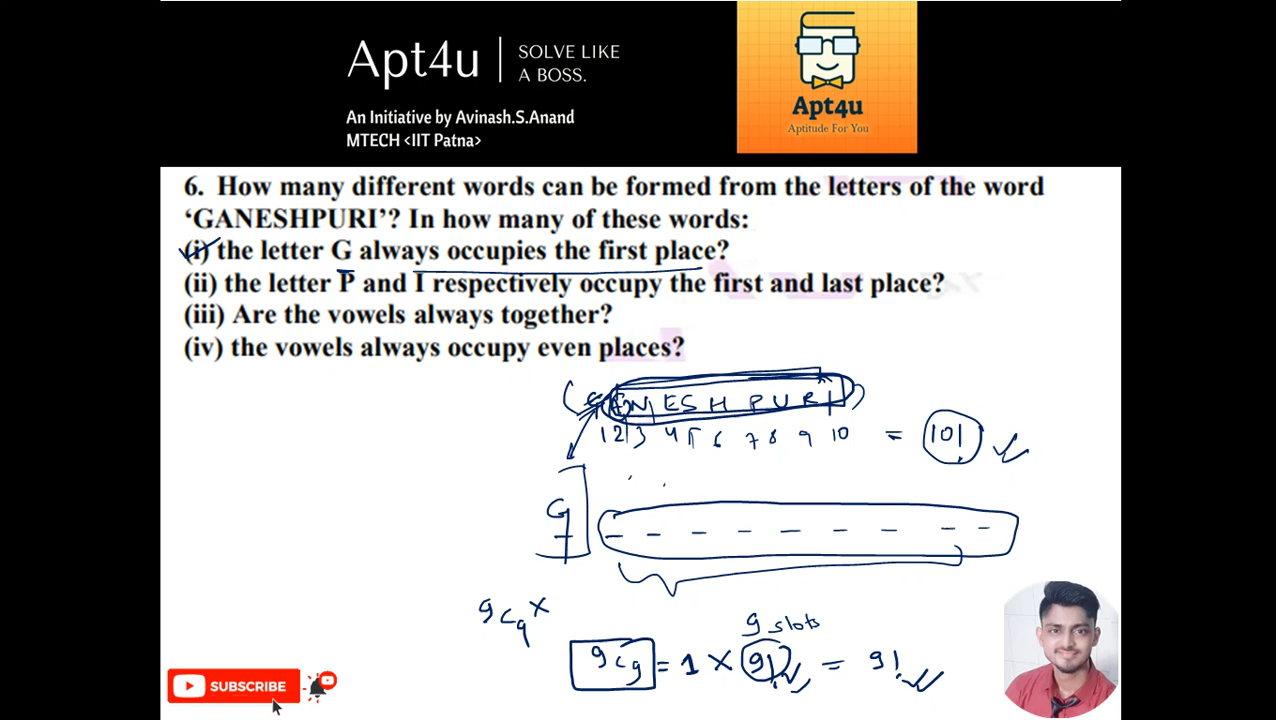 Apt4u
SOLVE LIKE
A BOSS.
An Initiative by Avinash.S.Anand
MTECH <IIT Patna>
Apt4u
Aptitude For You
6. How many different words can be formed from the letters of the word
‘GANESHPURI’? In how many of these words:
(i) the letter G always occupies the first place?
(ii) the letter P and I respectively occupy the first and last place?
(iii) Are the vowels always together?
(iv) the vowels always occupy even places?
N E S H P U R I
1 2 3 4 5 6 7 8 9 10 = 10!
G
9C9 ×
9 slots
9C9 = 1 × 9! = 9!
SUBSCRIBE